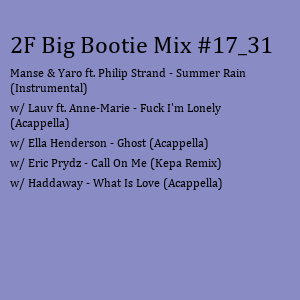 2F Big Bootie Mix #17_31
Manse & Yaro ft. Philip Strand - Summer Rain
(Instrumental)
w/ Lauv ft. Anne-Marie - Fuck I'm Lonely
(Acappella)
w/ Ella Henderson - Ghost (Acappella)
w/ Eric Prydz - Call On Me (Kepa Remix)
w/ Haddaway - What Is Love (Acappella)